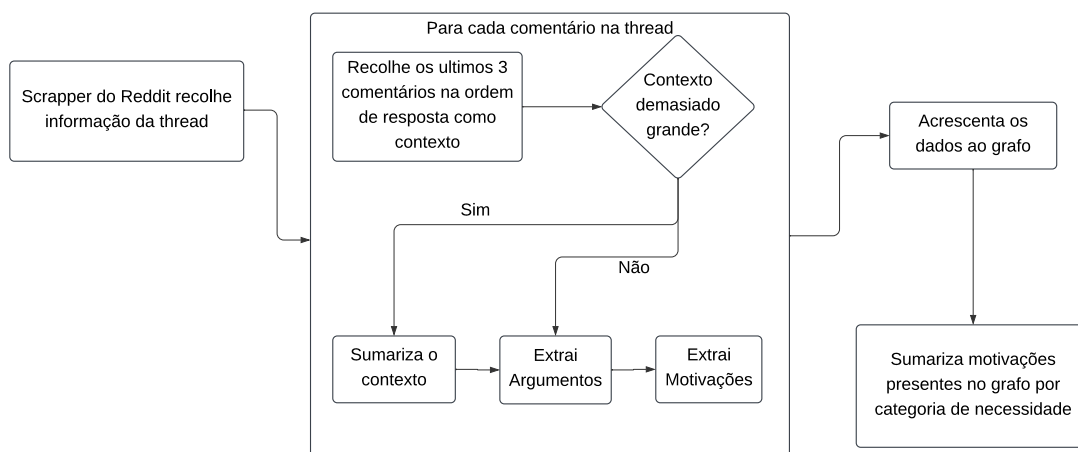 Scrapper do Reddit recolhe
informação da thread
Para cada comentário na thread
Recolhe os ultimos 3
comentários na ordem
de resposta como
contexto
Contexto
demasiado
grande?
Sim
Não
Sumariza o
contexto
Extrai
Argumentos
Extrai
Motivações
Acrescenta os
dados ao grafo
Sumariza motivações
presentes no grafo por
categoria de necessidade